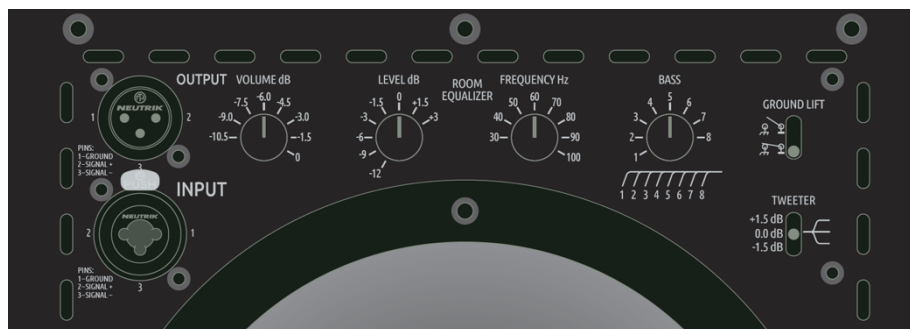 OUTPUT
NEUTRIK
1
2
3
PINS:
1-GROUND
2-SIGNAL +
3-SIGNAL -
PUSH
INPUT
NEUTRIK
2
1
3
PINS:
1-GROUND
2-SIGNAL +
3-SIGNAL -
VOLUME dB
-10.5
-9.0
-7.5
-6.0
-4.5
-3.0
-1.5
0
LEVEL dB
-12
-9
-6
-3
-1.5
0
+1.5
+3
ROOM
EQUALIZER
FREQUENCY Hz
30
40
50
60
70
80
90
100
BASS
1
2
3
4
5
6
7
8
1 2 3 4 5 6 7 8
GROUND LIFT
TWEETER
+1.5 dB
0.0 dB
-1.5 dB